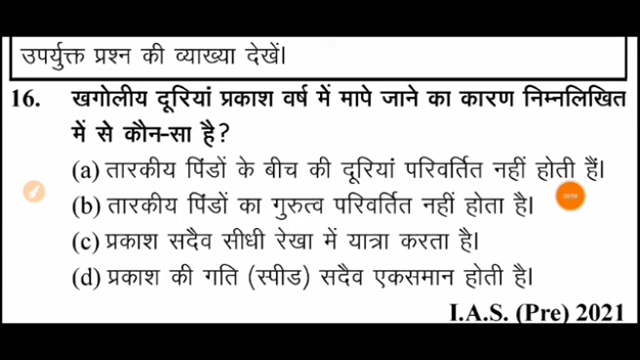 उपर्युक्त प्रश्न की व्याख्या देखें।
16. खगोलीय दूरियां प्रकाश वर्ष में मापे जाने का कारण निम्नलिखित
में से कौन-सा है?
(a) तारकीय पिंडों के बीच की दूरियां परिवर्तित नहीं होती हैं।
(b) तारकीय पिंडों का गुरुत्व परिवर्तित नहीं होता है।
(c) प्रकाश सदैव सीधी रेखा में यात्रा करता है।
(d) प्रकाश की गति (स्पीड) सदैव एकसमान होती है।
I.A.S. (Pre) 2021